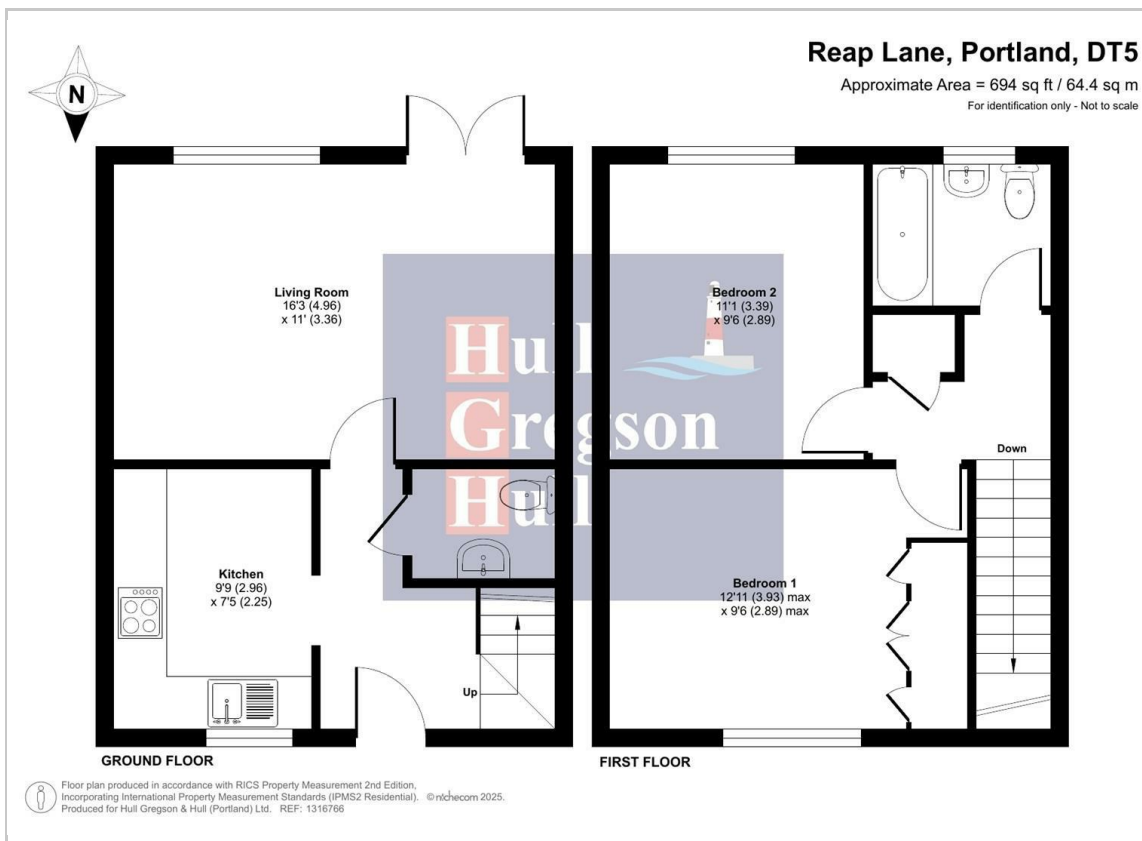 Reap Lane, Portland, DT5
Approximate Area = 694 sq ft / 64.4 sq m
For identification only - Not to scale
N
Living Room
16'3 (4.96)
x 11' (3.36)
Kitchen
9'9 (2.96)
x 7'5 (2.25)
Up
GROUND FLOOR
Bedroom 2
11'1 (3.39)
x 9'6 (2.89)
Down
Bedroom 1
12'11 (3.93) max
x 9'6 (2.89) max
FIRST FLOOR
Hull
Gregson
Hull
Floor plan produced in accordance with RICS Property Measurement 2nd Edition,
Incorporating International Property Measurement Standards (IPMS2 Residential). © nichecom 2025.
Produced for Hull Gregson & Hull (Portland) Ltd. REF: 1316766